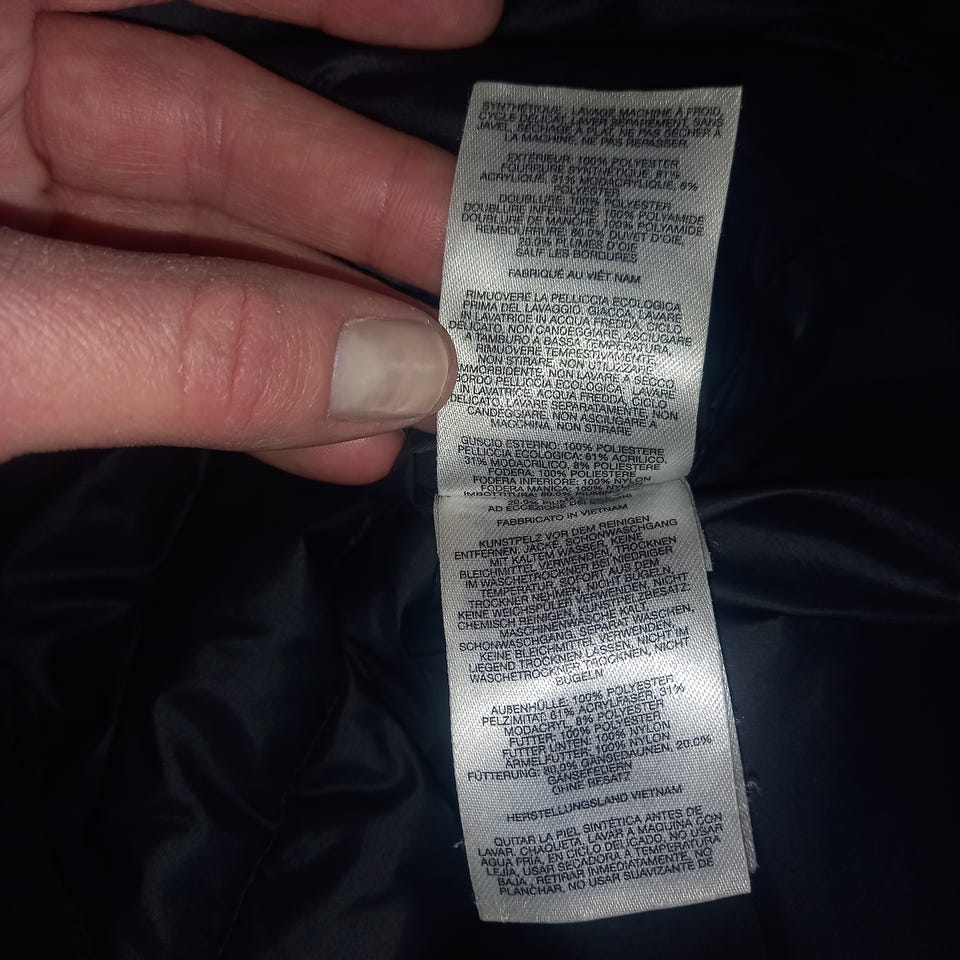 SYNTHÉTIQUE, LAVAGE MACHINE À FROID,
CYCLE DÉLICAT, LAVER SÉPARÉMENT, SANS
JAVEL, SÉCHAGE À PLAT, NE PAS SÉCHER À
LA MACHINE, NE PAS REPASSER.
EXTÉRIEUR: 100% POLYESTER
FOURRURE SYNTHÉTIQUE, 61%
ACRYLIQUE, 31% MODACRYLIQUE, 8%
POLYESTER
DOUBLURE: 100% POLYESTER
DOUBLURE INFÉRIEURE: 100% POLYAMIDE
DOUBLURE DE MANCHE: 100% POLYAMIDE
REMBOURRURE: 80.0% DUVET D'OIE,
20.0% PLUMES D'OIE
SAUF LES BORDURES
FABRIQUÉ AU VIÊT NAM
RIMUOVERE LA PELLICCIA ECOLOGICA
PRIMA DEL LAVAGGIO, GIACCA, LAVARE
IN LAVATRICE IN ACQUA FREDDA, CICLO
DELICATO, NON CANDEGGIARE, ASCIUGARE
A TAMBURO A BASSA TEMPERATURA,
RIMUOVERE TEMPESTIVAMENTE,
NON STIRARE, NON UTILIZZARE
AMMORBIDENTE, NON LAVARE A SECCO
BORDO PELLICCIA ECOLOGICA, LAVARE
IN LAVATRICE, ACQUA FREDDA, CICLO
DELICATO, LAVARE SEPARATAMENTE, NON
CANDEGGIARE, NON ASCIUGARE A
MACCHINA, NON STIRARE
GUSCIO ESTERNO: 100% POLIESTERE
PELLICCIA ECOLOGICA: 61% ACRILICO,
31% MODACRILICO, 8% POLIESTERE
FODERA: 100% POLIESTERE
FODERA INFERIORE: 100% NYLON
FODERA MANICA: 100% NYLON
IMBOTTITURA: 80.0%
20.0%
AD ECCEZIONE DEI
FABBRICATO IN VIETNAM
KUNSTPELZ VOR DEM REINIGEN
ENTFERNEN, JACKE, SCHONWASCHGANG
MIT KALTEM WASSER, KEINE
BLEICHMITTEL VERWENDEN, TROCKNEN
IM WÄSCHETROCKNER BEI NIEDRIGER
TEMPERATUR, SOFORT AUS DEM
TROCKNER NEHMEN, NICHT BÜGELN,
KEINE WEICHSPÜLER VERWENDEN, NICHT
CHEMISCH REINIGEN, KUNSTPELZBESATZ:
MASCHINENWÄSCHE KALT,
SCHONWASCHGANG, SEPARAT WASCHEN,
KEINE BLEICHMITTEL VERWENDEN,
LIEGEND TROCKNEN LASSEN, NICHT IM
WÄSCHETROCKNER TROCKNEN, NICHT
BÜGELN
AUßENHÜLLE: 100% POLYESTER
PELZIMITAT: 61% ACRYLFASER, 31%
MODACRYL, 8% POLYESTER
FUTTER: 100% POLYESTER
FUTTER UNTEN: 100% NYLON
ÄRMELFUTTER: 100% NYLON
FÜTTERUNG: 80.0% GÄNSEDAUNEN, 20.0%
GÄNSEFEDERN
OHNE BESATZ
HERSTELLUNGSLAND VIETNAM
QUITAR LA PIEL SINTÉTICA ANTES DE
LAVAR, CHAQUETA, LAVAR A MÁQUINA CON
AGUA FRÍA, EN CICLO DELICADO, NO USAR
LEJÍA, USAR SECADORA A TEMPERATURA
BAJA, RETIRAR INMEDIATAMENTE, NO
PLANCHAR, NO USAR SUAVIZANTE DE